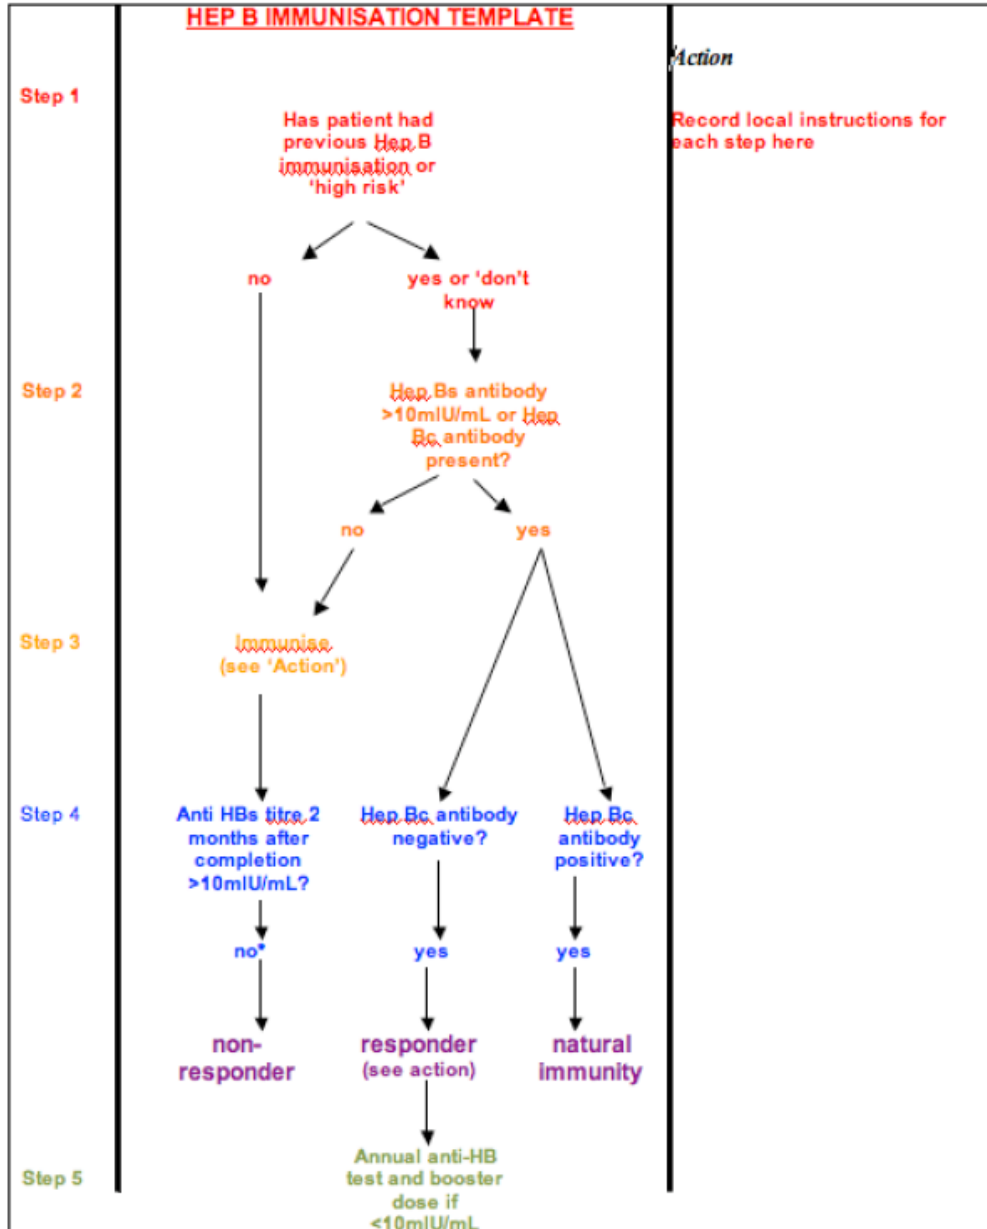 HEP B IMMUNISATION TEMPLATE
Action
Step 1
Has patient had
previous Hep B
immunisation or
‘high risk’
Record local instructions for
each step here
no
yes or ‘don’t
know
Step 2
Hep Bs antibody
>10mIU/mL or Hep
Bc antibody
present?
no
yes
Step 3
Immunise
(see ‘Action’)
Step 4
Anti HBs titre 2
months after
completion
>10mIU/mL?
Hep Bc antibody
negative?
Hep Bc
antibody
positive?
no*
yes
yes
non-
responder
responder
(see action)
natural
immunity
Step 5
Annual anti-HB
test and booster
dose if
<10mIU/mL